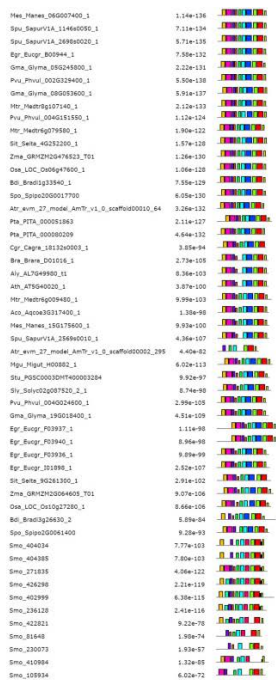 Mes_Manes_06G007400_1 1.14e-136
Spu_SapurV1A_1146s0050_1 7.11e-134
Spu_SapurV1A_2698s0020_1 5.71e-135
Egr_Eucgr_B00944_1 7.58e-132
Gma_Glyma_05G245800_1 2.22e-131
Pvu_Phvul_002G329400_1 5.50e-138
Gma_Glyma_08G053600_1 5.91e-137
Mtr_Medtr8g107140_1 2.12e-133
Pvu_Phvul_004G151550_1 1.12e-124
Mtr_Medtr6g079580_1 1.90e-122
Sit_Seita_4G252200_1 1.57e-128
Zma_GRMZM2G476523_T01 1.26e-130
Osa_LOC_Os06g47600_1 1.06e-128
Bdi_Bradi1g33540_1 7.55e-129
Spo_Spipo2G0017700 6.05e-130
Atr_evm_27_model_AmTr_v1_0_scaffold00010_64 3.26e-132
Pta_PITA_000051863 2.11e-127
Pta_PITA_000080209 4.64e-132
Cgr_Cagra_18132s0003_1 3.85e-94
Bra_Brara_D01016_1 2.73e-105
Aly_AL7G49980_t1 8.36e-103
Ath_AT5G40020_1 3.87e-100
Mtr_Medtr6g009480_1 9.99e-103
Aco_Aqcoe3G317400_1 1.38e-98
Mes_Manes_15G175600_1 9.93e-100
Spu_SapurV1A_2569s0010_1 4.36e-107
Atr_evm_27_model_AmTr_v1_0_scaffold00002_295 4.40e-82
Mgu_Migut_H00882_1 6.02e-113
Stu_PGSC0003DMT400003284 9.92e-97
Sly_Solyc02g087520_2_1 8.74e-98
Pvu_Phvul_004G024600_1 2.99e-105
Gma_Glyma_19G018400_1 4.51e-109
Egr_Eucgr_F03937_1 1.11e-98
Egr_Eucgr_F03940_1 8.96e-98
Egr_Eucgr_F03936_1 9.89e-99
Egr_Eucgr_J01898_1 2.52e-107
Sit_Seita_9G261300_1 2.91e-102
Zma_GRMZM2G064605_T01 9.07e-106
Osa_LOC_Os10g27280_1 8.66e-106
Bdi_Bradi3g26630_2 5.89e-84
Spo_Spipo2G0061400 9.28e-93
Smo_404034 7.77e-103
Smo_404385 7.80e-103
Smo_271835 4.06e-122
Smo_426298 2.21e-119
Smo_402999 6.30e-115
Smo_236128 2.41e-116
Smo_422821 9.22e-78
Smo_81648 1.98e-74
Smo_230073 1.93e-57
Smo_410984 1.32e-85
Smo_105934 6.02e-72